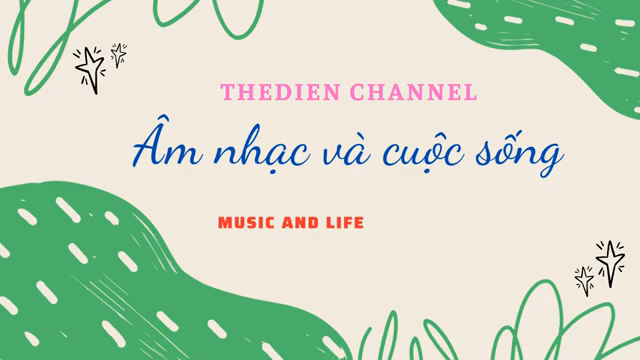 THEDIEN CHANNEL
Âm nhạc và cuộc sống
MUSIC AND LIFE